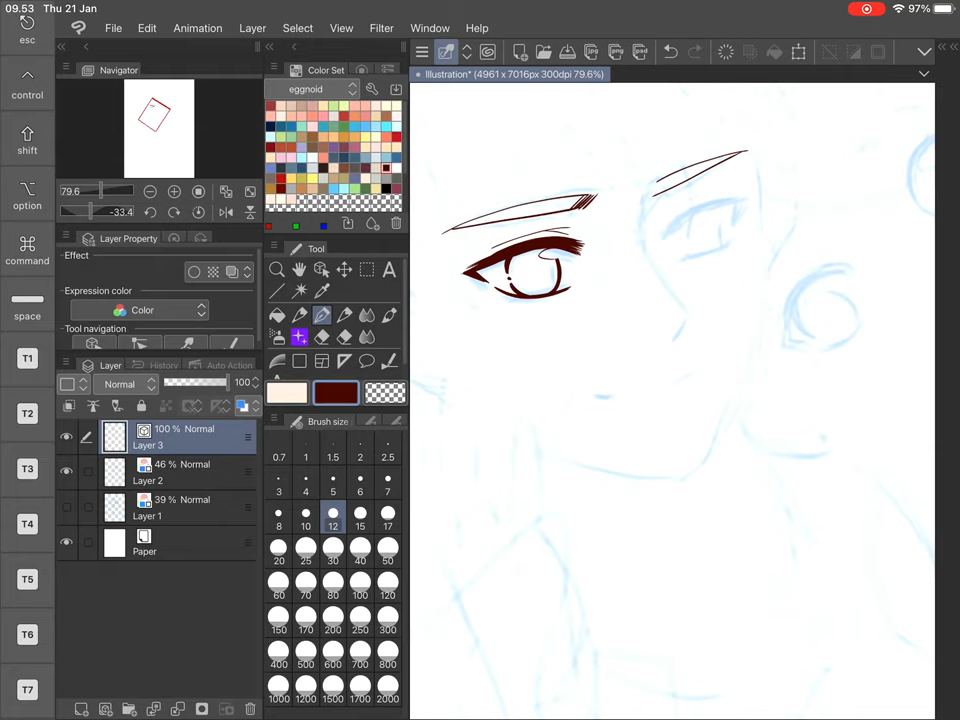 09.53 Thu 21 Jan
97%
esc
File Edit Animation Layer Select View Filter Window Help
control
shift
option
command
space
T1
T2
T3
T4
T5
T6
T7
Navigator
79.6
-33.4
Layer Property
Effect
Expression color
Color
Tool navigation
Layer History Auto Action
Normal 100
100 % Normal
Layer 3
46 % Normal
Layer 2
39 % Normal
Layer 1
Paper
Color Set
eggnoid
Tool
A
Brush size
0.7 1 1.5 2 2.5
3 4 5 6 7
8 10 12 15 17
20 25 30 40 50
60 70 80 100 120
150 170 200 250 300
400 500 600 700 800
1000 1200 1500 1700 2000
Illustration* (4961 x 7016px 300dpi 79.6%)